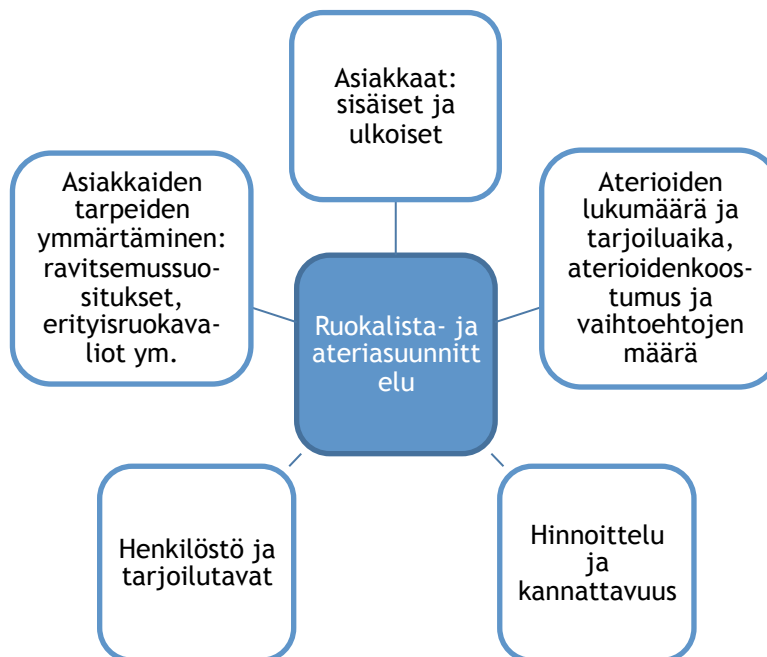 Asiakkaat:
sisäiset ja
ulkoiset
Asiakkaiden
tarpeiden
ymmärtäminen:
ravitsemussuo-
situkset,
erityisruokava-
liot ym.
Aterioiden
lukumäärä ja
tarjoiluaika,
aterioidenkoos-
tumus ja
vaihtoehtojen
määrä
Ruokalista- ja
ateriasuunnitt
elu
Henkilöstö ja
tarjoilutavat
Hinnoittelu
ja
kannattavuus